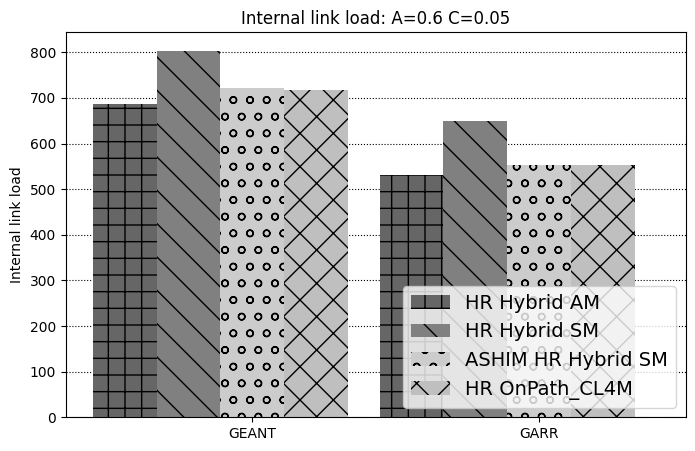 Internal link load: A=0.6 C=0.05
Internal link load
800
700
600
500
400
300
200
100
0
GEANT
GARR
HR Hybrid AM
HR Hybrid SM
ASHIM HR Hybrid SM
HR OnPath_CL4M